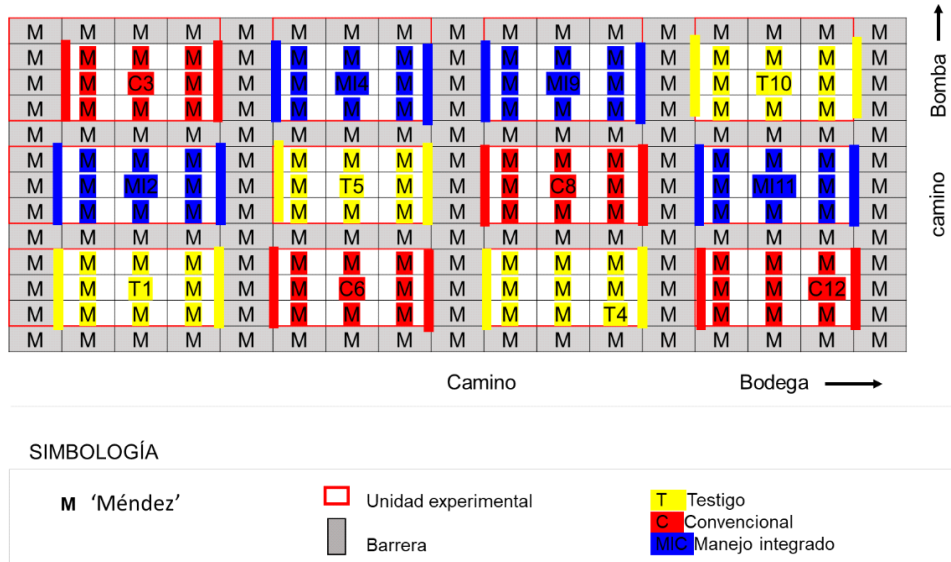 M M M M M M M M M M M M M M M M M
M M M M M M M M M M M M M M M M M
M M C3 M M M MI4 M M M MI9 M M M T10 M M
M M M M M M M M M M M M M M M M M
M M M M M M M M M M M M M M M M M
M M M M M M M M M M M M M M M M M
M M MI2 M M M T5 M M M C8 M M M MI11 M M
M M M M M M M M M M M M M M M M M
M M M M M M M M M M M M M M M M M
M M M M M M M M M M M M M M M M M
M M T1 M M M C6 M M M M M M M M C12 M
M M M M M M M M M M M T4 M M M M M
M M M M M M M M M M M M M M M M M
Bomba
camino
Camino
Bodega
SIMBOLOGÍA
M 'Méndez'
Unidad experimental
Barrera
T Testigo
C Convencional
MIC Manejo integrado